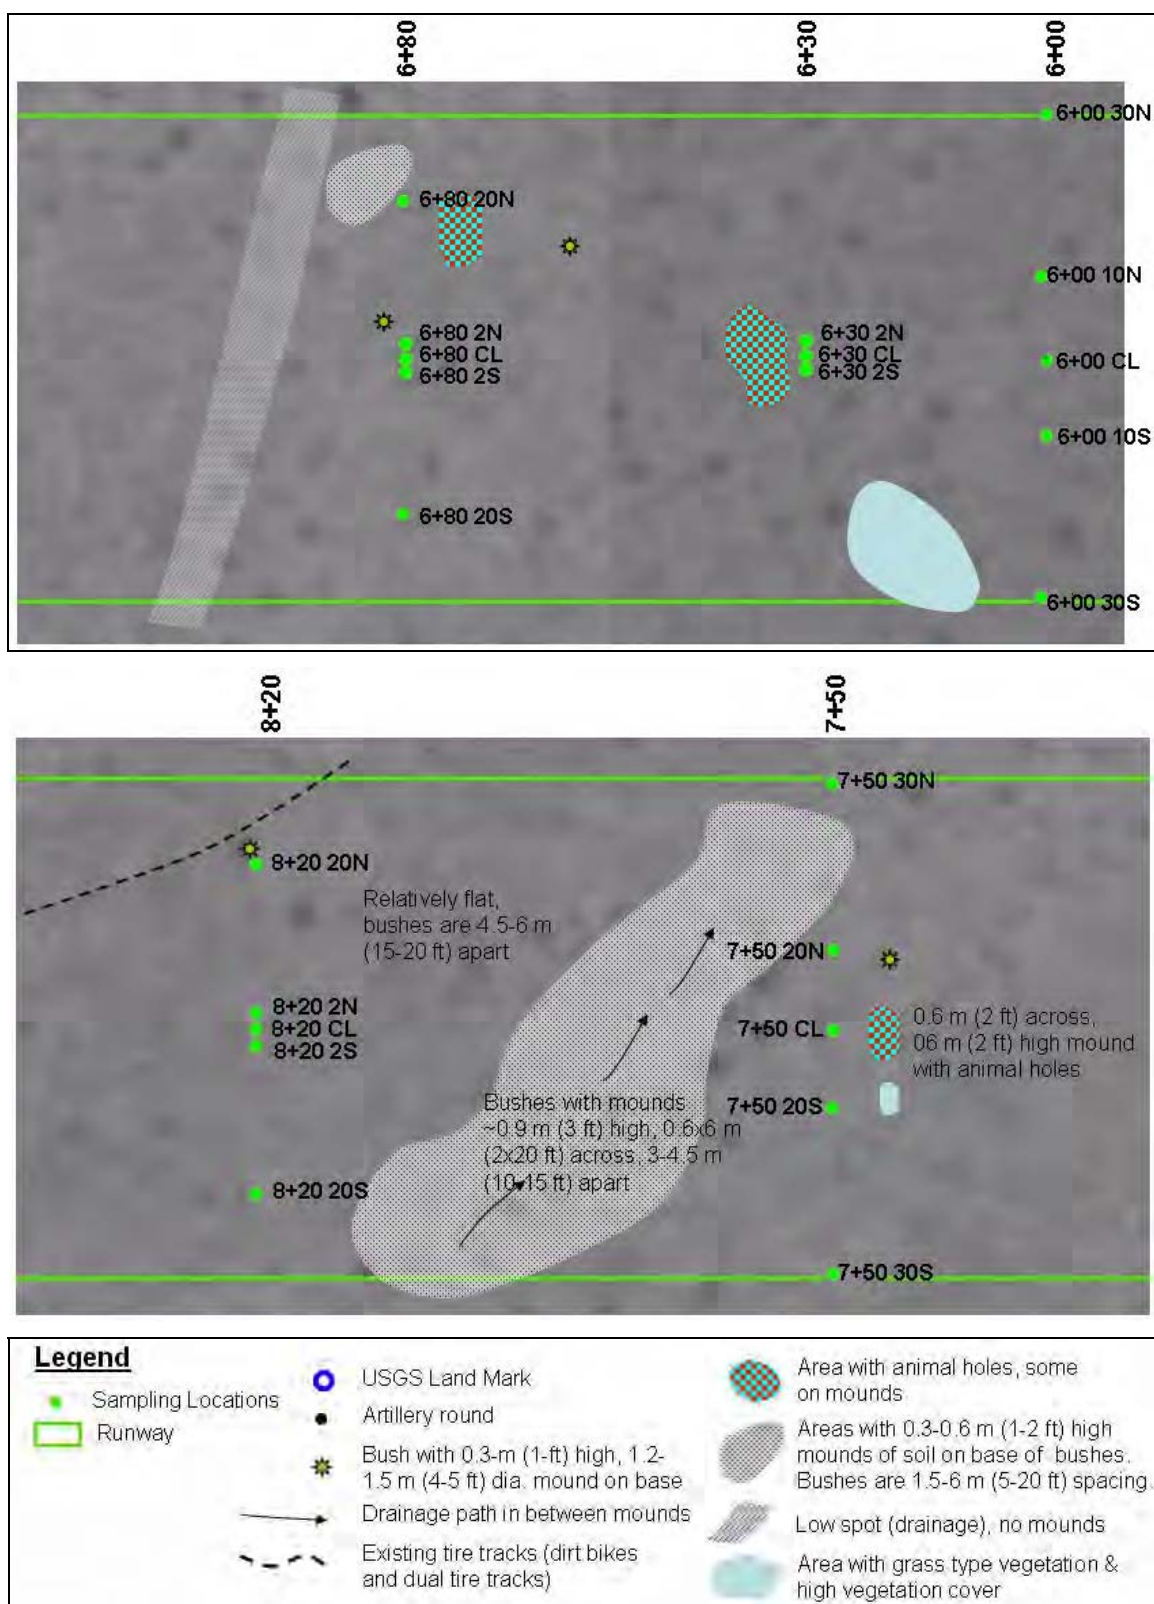 6+80
6+30
6+00
6+00 30N
6+80 20N
6+00 10N
6+80 2N
6+80 CL
6+80 2S
6+30 2N
6+30 CL
6+30 2S
6+00 CL
6+00 10S
6+80 20S
6+00 30S
8+20
7+50
7+50 30N
8+20 20N
Relatively flat,
bushes are 4.5-6 m
(15-20 ft) apart
7+50 20N
8+20 2N
8+20 CL
8+20 2S
7+50 CL
0.6 m (2 ft) across,
06 m (2 ft) high mound
with animal holes
Bushes with mounds
~0.9 m (3 ft) high, 0.6x6 m
(2x20 ft) across, 3-4.5 m
(10-15 ft) apart
7+50 20S
8+20 20S
7+50 30S
Legend
Sampling Locations
Runway
USGS Land Mark
Artillery round
Bush with 0.3-m (1-ft) high, 1.2-
1.5 m (4-5 ft) dia. mound on base
Drainage path in between mounds
Existing tire tracks (dirt bikes
and dual tire tracks)
Area with animal holes, some
on mounds
Areas with 0.3-0.6 m (1-2 ft) high
mounds of soil on base of bushes.
Bushes are 1.5-6 m (5-20 ft) spacing
Low spot (drainage), no mounds
Area with grass type vegetation &
high vegetation cover